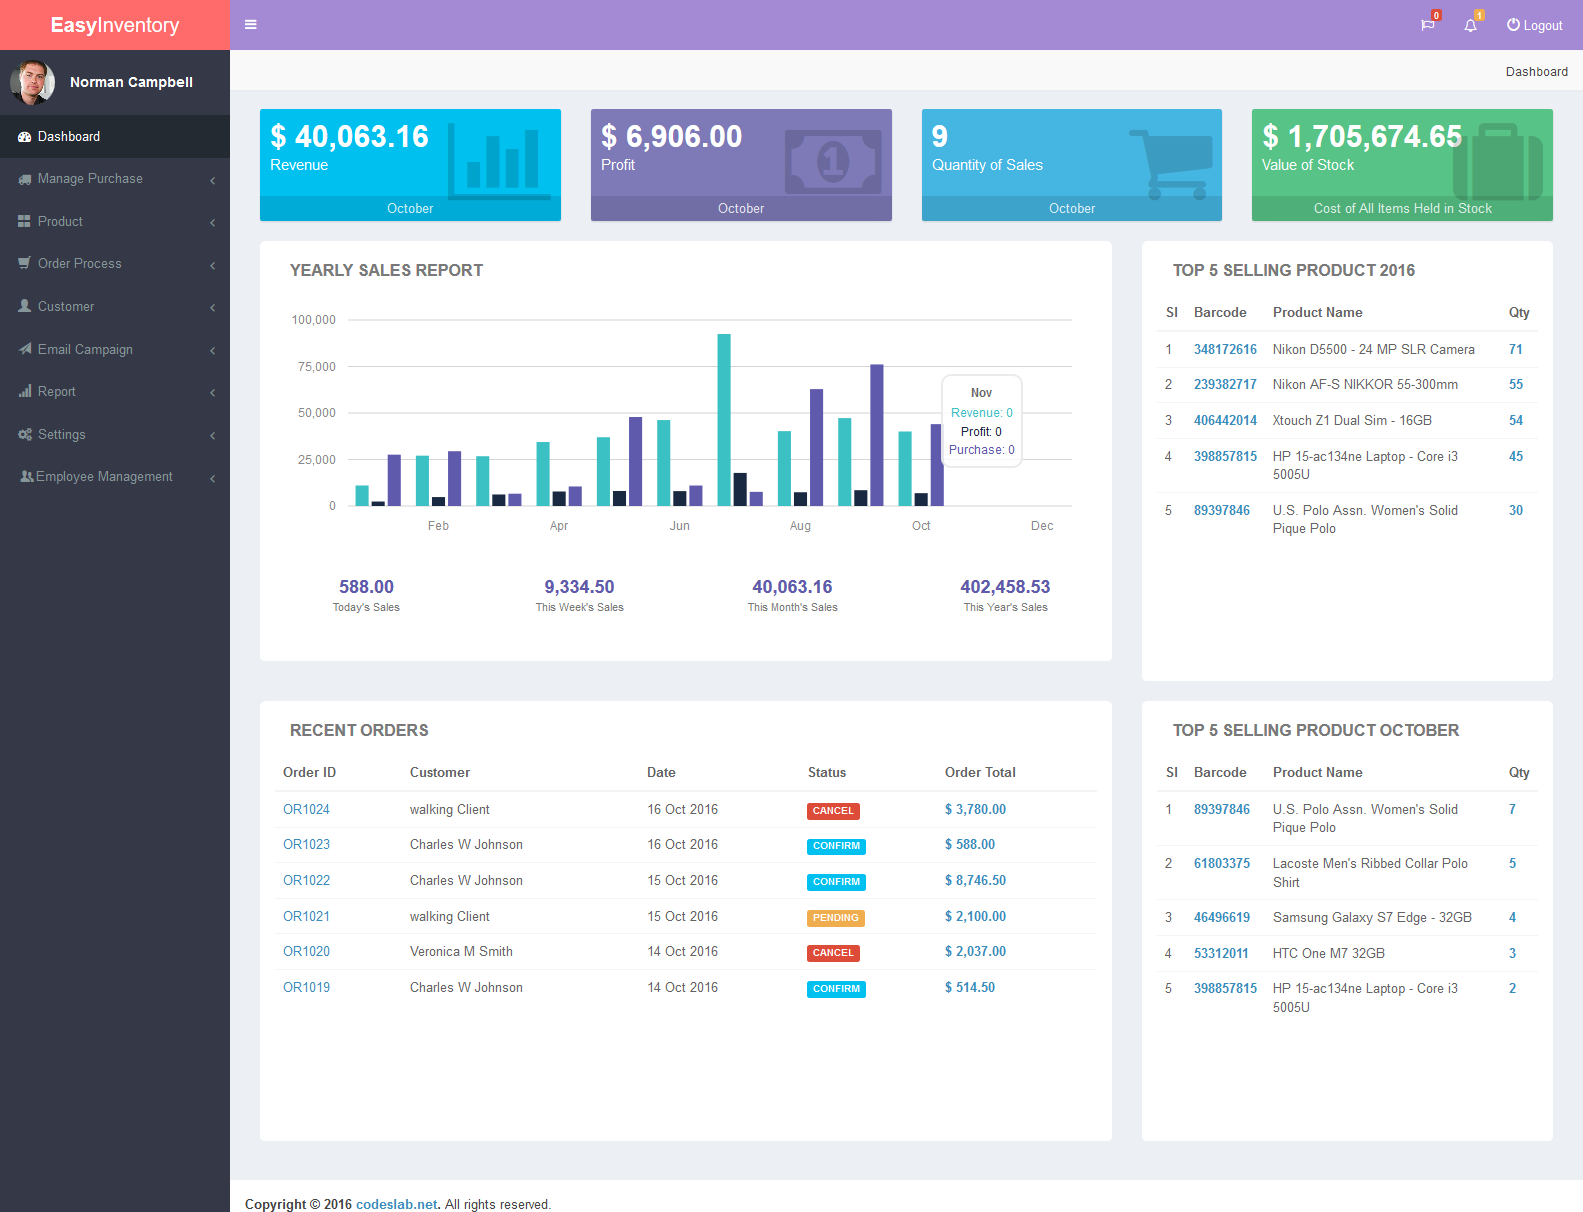 EasyInventory
0
1
Logout
Norman Campbell
Dashboard
Dashboard
Manage Purchase
Product
Order Process
Customer
Email Campaign
Report
Settings
Employee Management
$ 40,063.16
Revenue
October
$ 6,906.00
Profit
1
October
9
Quantity of Sales
October
$ 1,705,674.65
Value of Stock
Cost of All Items Held in Stock
YEARLY SALES REPORT
100,000
75,000
50,000
25,000
0
Nov
Revenue: 0
Profit: 0
Purchase: 0
Feb Apr Jun Aug Oct Dec
588.00 9,334.50 40,063.16 402,458.53
Today's Sales This Week's Sales This Month's Sales This Year's Sales
TOP 5 SELLING PRODUCT 2016
Sl Barcode Product Name Qty
1 348172616 Nikon D5500 - 24 MP SLR Camera 71
2 239382717 Nikon AF-S NIKKOR 55-300mm 55
3 406442014 Xtouch Z1 Dual Sim - 16GB 54
4 398857815 HP 15-ac134ne Laptop - Core i3 45
5005U
5 89397846 U.S. Polo Assn. Women's Solid 30
Pique Polo
RECENT ORDERS
Order ID Customer Date Status Order Total
OR1024 walking Client 16 Oct 2016 CANCEL $ 3,780.00
OR1023 Charles W Johnson 16 Oct 2016 CONFIRM $ 588.00
OR1022 Charles W Johnson 15 Oct 2016 CONFIRM $ 8,746.50
OR1021 walking Client 15 Oct 2016 PENDING $ 2,100.00
OR1020 Veronica M Smith 14 Oct 2016 CANCEL $ 2,037.00
OR1019 Charles W Johnson 14 Oct 2016 CONFIRM $ 514.50
TOP 5 SELLING PRODUCT OCTOBER
Sl Barcode Product Name Qty
1 89397846 U.S. Polo Assn. Women's Solid 7
Pique Polo
2 61803375 Lacoste Men's Ribbed Collar Polo 5
Shirt
3 46496619 Samsung Galaxy S7 Edge - 32GB 4
4 53312011 HTC One M7 32GB 3
5 398857815 HP 15-ac134ne Laptop - Core i3 2
5005U
Copyright © 2016 codeslab.net. All rights reserved.